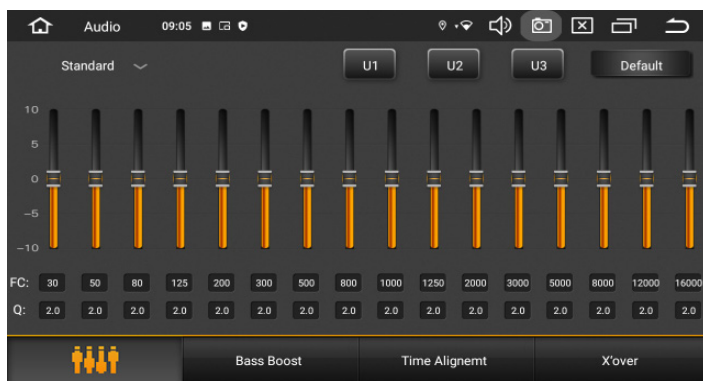 Audio 09:05
Standard U1 U2 U3 Default
10
5
0
-5
-10
FC: 30 50 80 125 200 300 500 800 1000 1250 2000 3000 5000 8000 12000 16000
Q: 2.0 2.0 2.0 2.0 2.0 2.0 2.0 2.0 2.0 2.0 2.0 2.0 2.0 2.0 2.0 2.0
Bass Boost Time Alignemt X'over